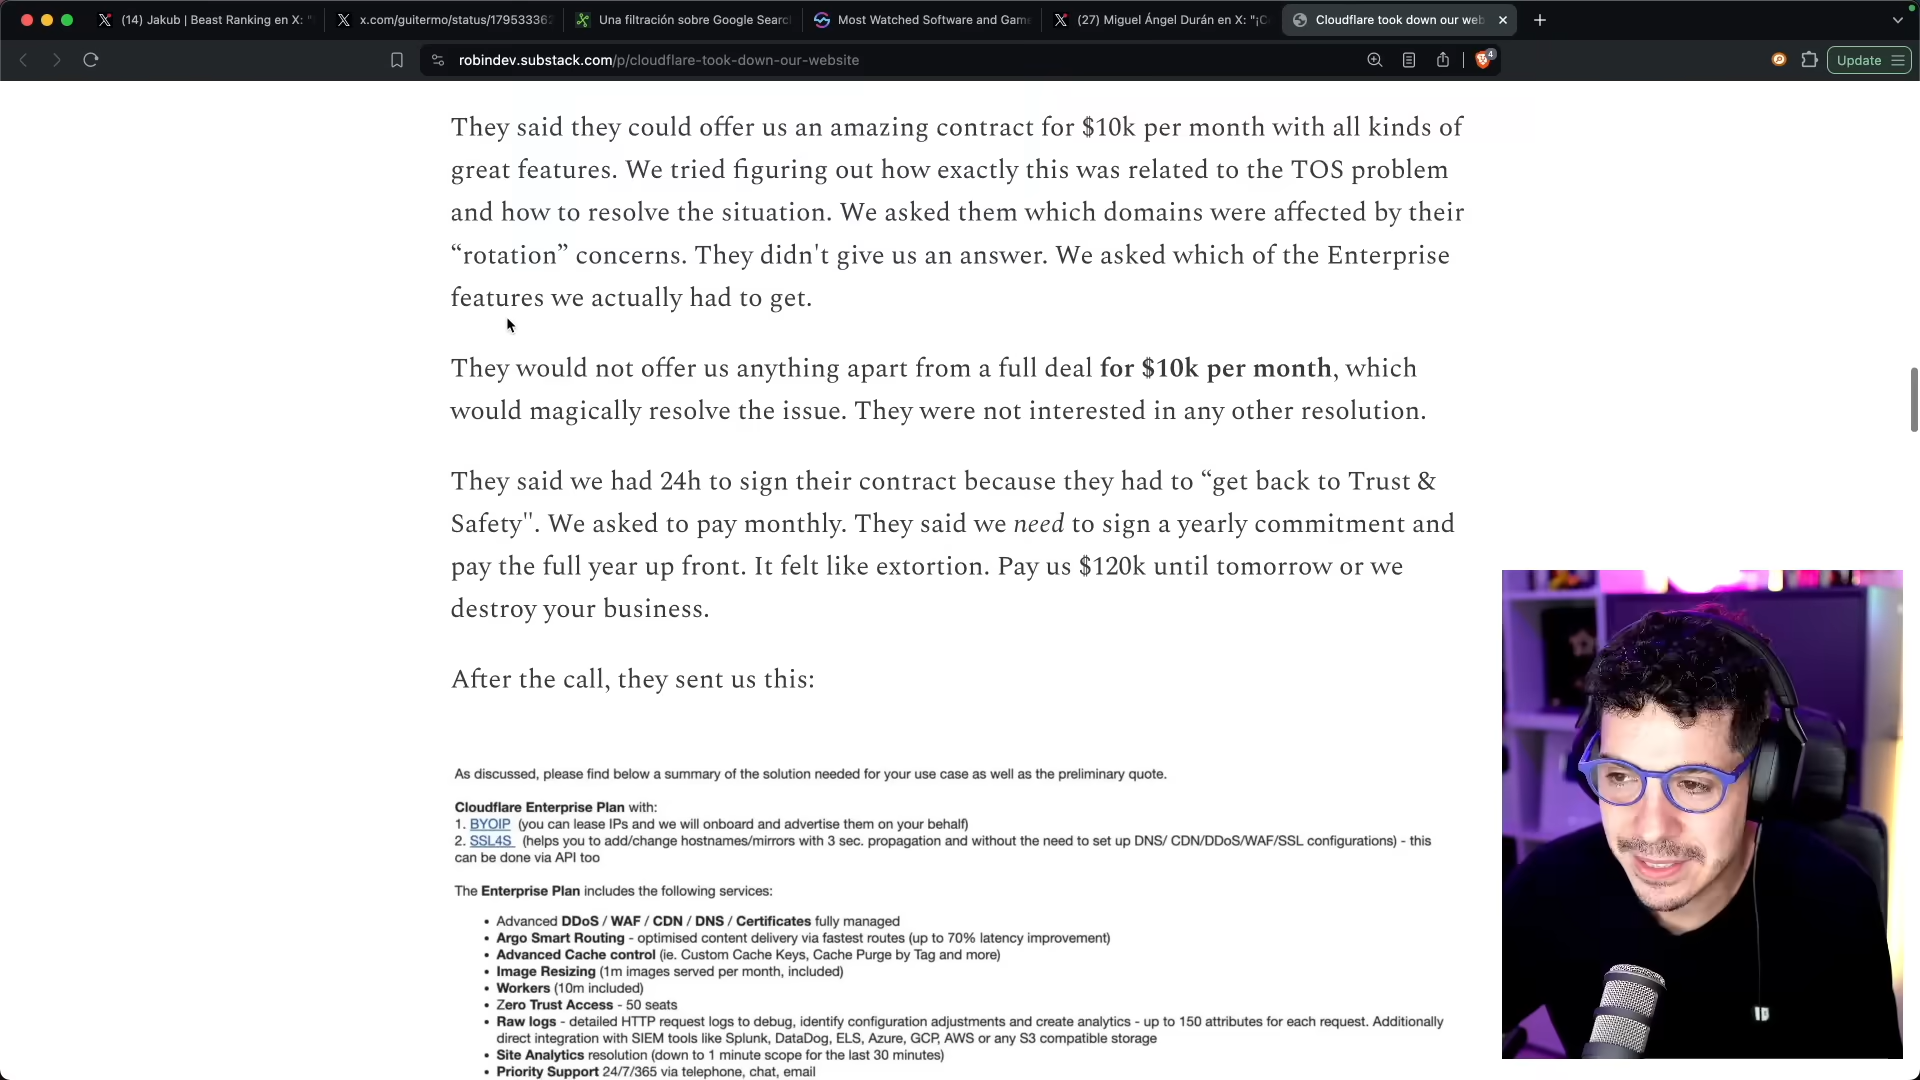 (14) Jakub | Beast Ranking en X: "
x.com/guitermo/status/179533362
Una filtración sobre Google Searc
Most Watched Software and Game
(27) Miguel Ángel Durán en X: "¡C
Cloudflare took down our web
robindev.substack.com/p/cloudflare-took-down-our-website
4
Update
They said they could offer us an amazing contract for $10k per month with all kinds of
great features. We tried figuring out how exactly this was related to the TOS problem
and how to resolve the situation. We asked them which domains were affected by their
“rotation” concerns. They didn't give us an answer. We asked which of the Enterprise
features we actually had to get.
They would not offer us anything apart from a full deal for $10k per month, which
would magically resolve the issue. They were not interested in any other resolution.
They said we had 24h to sign their contract because they had to “get back to Trust &
Safety". We asked to pay monthly. They said we need to sign a yearly commitment and
pay the full year up front. It felt like extortion. Pay us $120k until tomorrow or we
destroy your business.
After the call, they sent us this:
As discussed, please find below a summary of the solution needed for your use case as well as the preliminary quote.
Cloudflare Enterprise Plan with:
1. BYOIP (you can lease IPs and we will onboard and advertise them on your behalf)
2. SSL4S (helps you to add/change hostnames/mirrors with 3 sec. propagation and without the need to set up DNS/ CDN/DDoS/WAF/SSL configurations) - this
can be done via API too
The Enterprise Plan includes the following services:
• Advanced DDoS / WAF / CDN / DNS / Certificates fully managed
• Argo Smart Routing - optimised content delivery via fastest routes (up to 70% latency improvement)
• Advanced Cache control (ie. Custom Cache Keys, Cache Purge by Tag and more)
• Image Resizing (1m images served per month, included)
• Workers (10m included)
• Zero Trust Access - 50 seats
• Raw logs - detailed HTTP request logs to debug, identify configuration adjustments and create analytics - up to 150 attributes for each request. Additionally
direct integration with SIEM tools like Splunk, DataDog, ELS, Azure, GCP, AWS or any S3 compatible storage
• Site Analytics resolution (down to 1 minute scope for the last 30 minutes)
• Priority Support 24/7/365 via telephone, chat, email